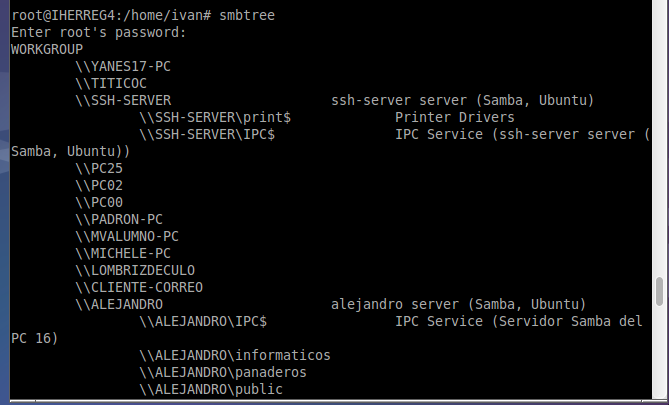 root@IHERREG4:/home/ivan# smbtree
Enter root's password:
WORKGROUP
\\YANES17-PC
\\TITICOC
\\SSH-SERVER ssh-server server (Samba, Ubuntu)
\\SSH-SERVER\print$ Printer Drivers
\\SSH-SERVER\IPC$ IPC Service (ssh-server server (
Samba, Ubuntu))
\\PC25
\\PC02
\\PC00
\\PADRON-PC
\\MVALUMNO-PC
\\MICHELE-PC
\\LOMBRIZDECULO
\\CLIENTE-CORREO
\\ALEJANDRO alejandro server (Samba, Ubuntu)
\\ALEJANDRO\IPC$ IPC Service (Servidor Samba del
PC 16)
\\ALEJANDRO\informaticos
\\ALEJANDRO\panaderos
\\ALEJANDRO\public